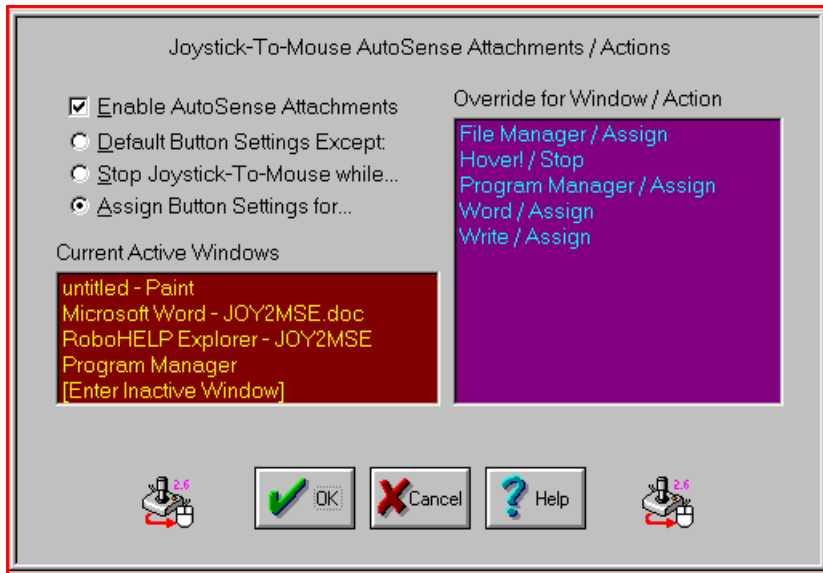 Joystick-To-Mouse AutoSense Attachments / Actions
Enable AutoSense Attachments
Default Button Settings Except:
Stop Joystick-To-Mouse while...
Assign Button Settings for...
Current Active Windows
untitled - Paint
Microsoft Word - JOY2MSE.doc
RoboHELP Explorer - JOY2MSE
Program Manager
[Enter Inactive Window]
Override for Window / Action
File Manager / Assign
Hover! / Stop
Program Manager / Assign
Word / Assign
Write / Assign
2.6
OK
Cancel
Help
2.6